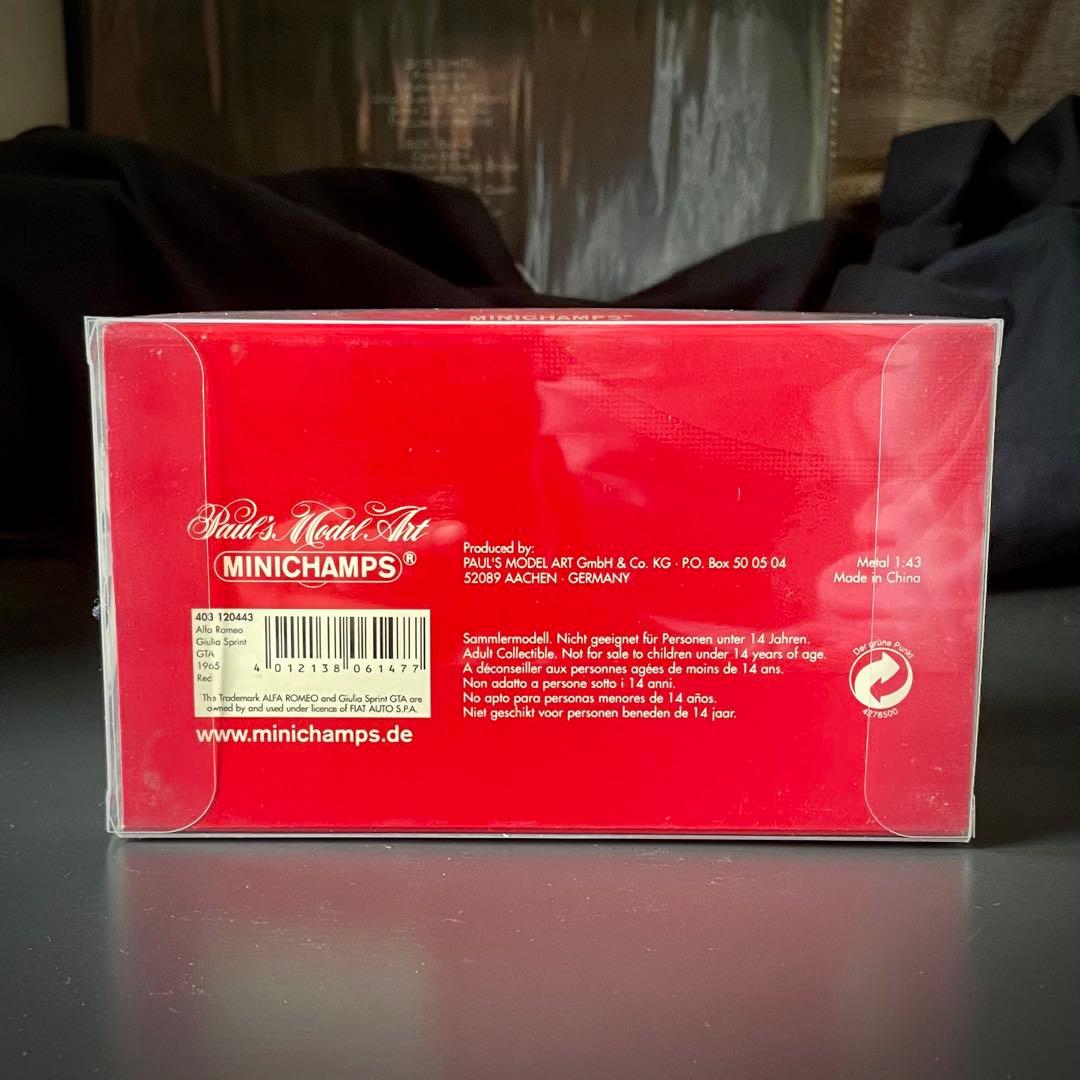 MINICHAMPS
Paul's Model Art
MINICHAMPS®
Produced by:
PAUL'S MODEL ART GmbH & Co. KG · P.O. Box 50 05 04
52089 AACHEN · GERMANY
Metal 1:43
Made in China
403 120443
Alfa Romeo
Giulia Sprint
GTA
1965
Red
4 012138 061477
The Trademark ALFA ROMEO and Giulia Sprint GTA are
owned by and used under licence of FIAT AUTO S.P.A.
www.minichamps.de
Sammlermodell. Nicht geeignet für Personen unter 14 Jahren.
Adult Collectible. Not for sale to children under 14 years of age.
A déconseiller aux personnes agées de moins de 14 ans.
Non adatto a persone sotto i 14 anni.
No apto para personas menores de 14 años.
Niet geschikt voor personen beneden de 14 jaar.
Der grüne Punkt
4278500